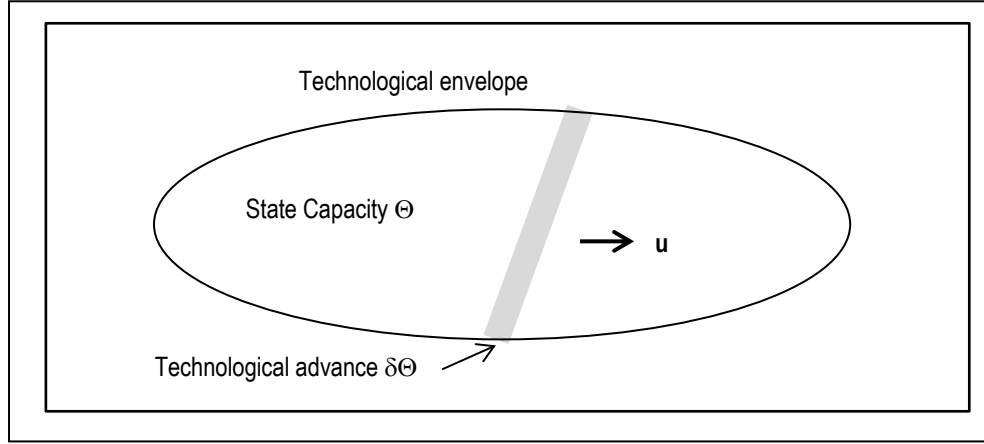 Technological envelope
State Capacity Θ
u
Technological advance δΘ